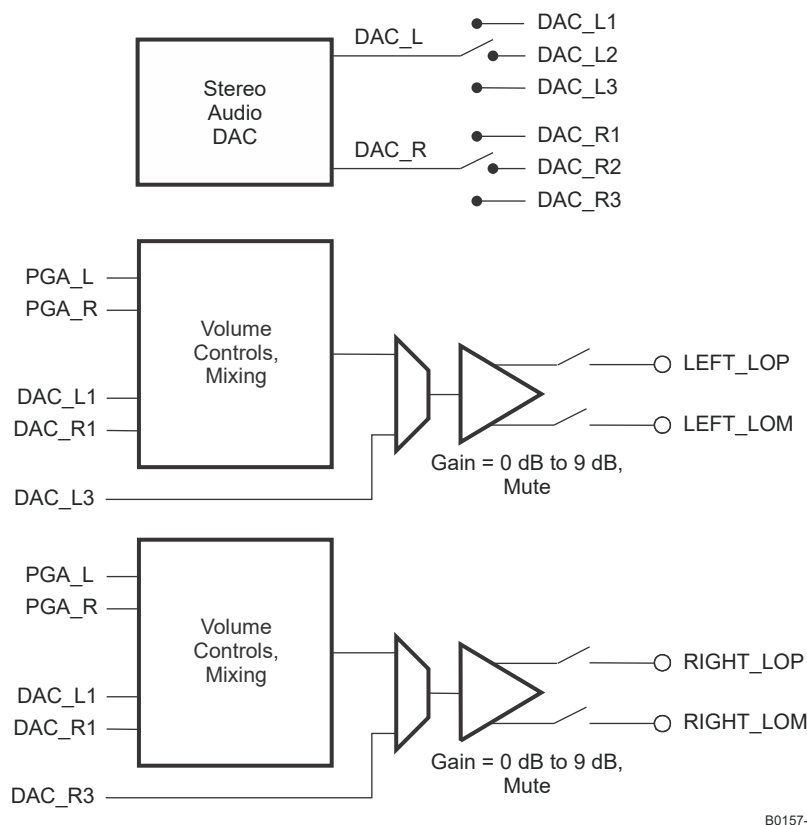 DAC_L
DAC_L1
DAC_L2
DAC_L3
Stereo
Audio
DAC
DAC_R
DAC_R1
DAC_R2
DAC_R3
PGA_L
PGA_R
DAC_L1
DAC_R1
DAC_L3
Volume
Controls,
Mixing
LEFT_LOP
LEFT_LOM
Gain = 0 dB to 9 dB,
Mute
PGA_L
PGA_R
DAC_L1
DAC_R1
DAC_R3
Volume
Controls,
Mixing
RIGHT_LOP
RIGHT_LOM
Gain = 0 dB to 9 dB,
Mute
B0157-